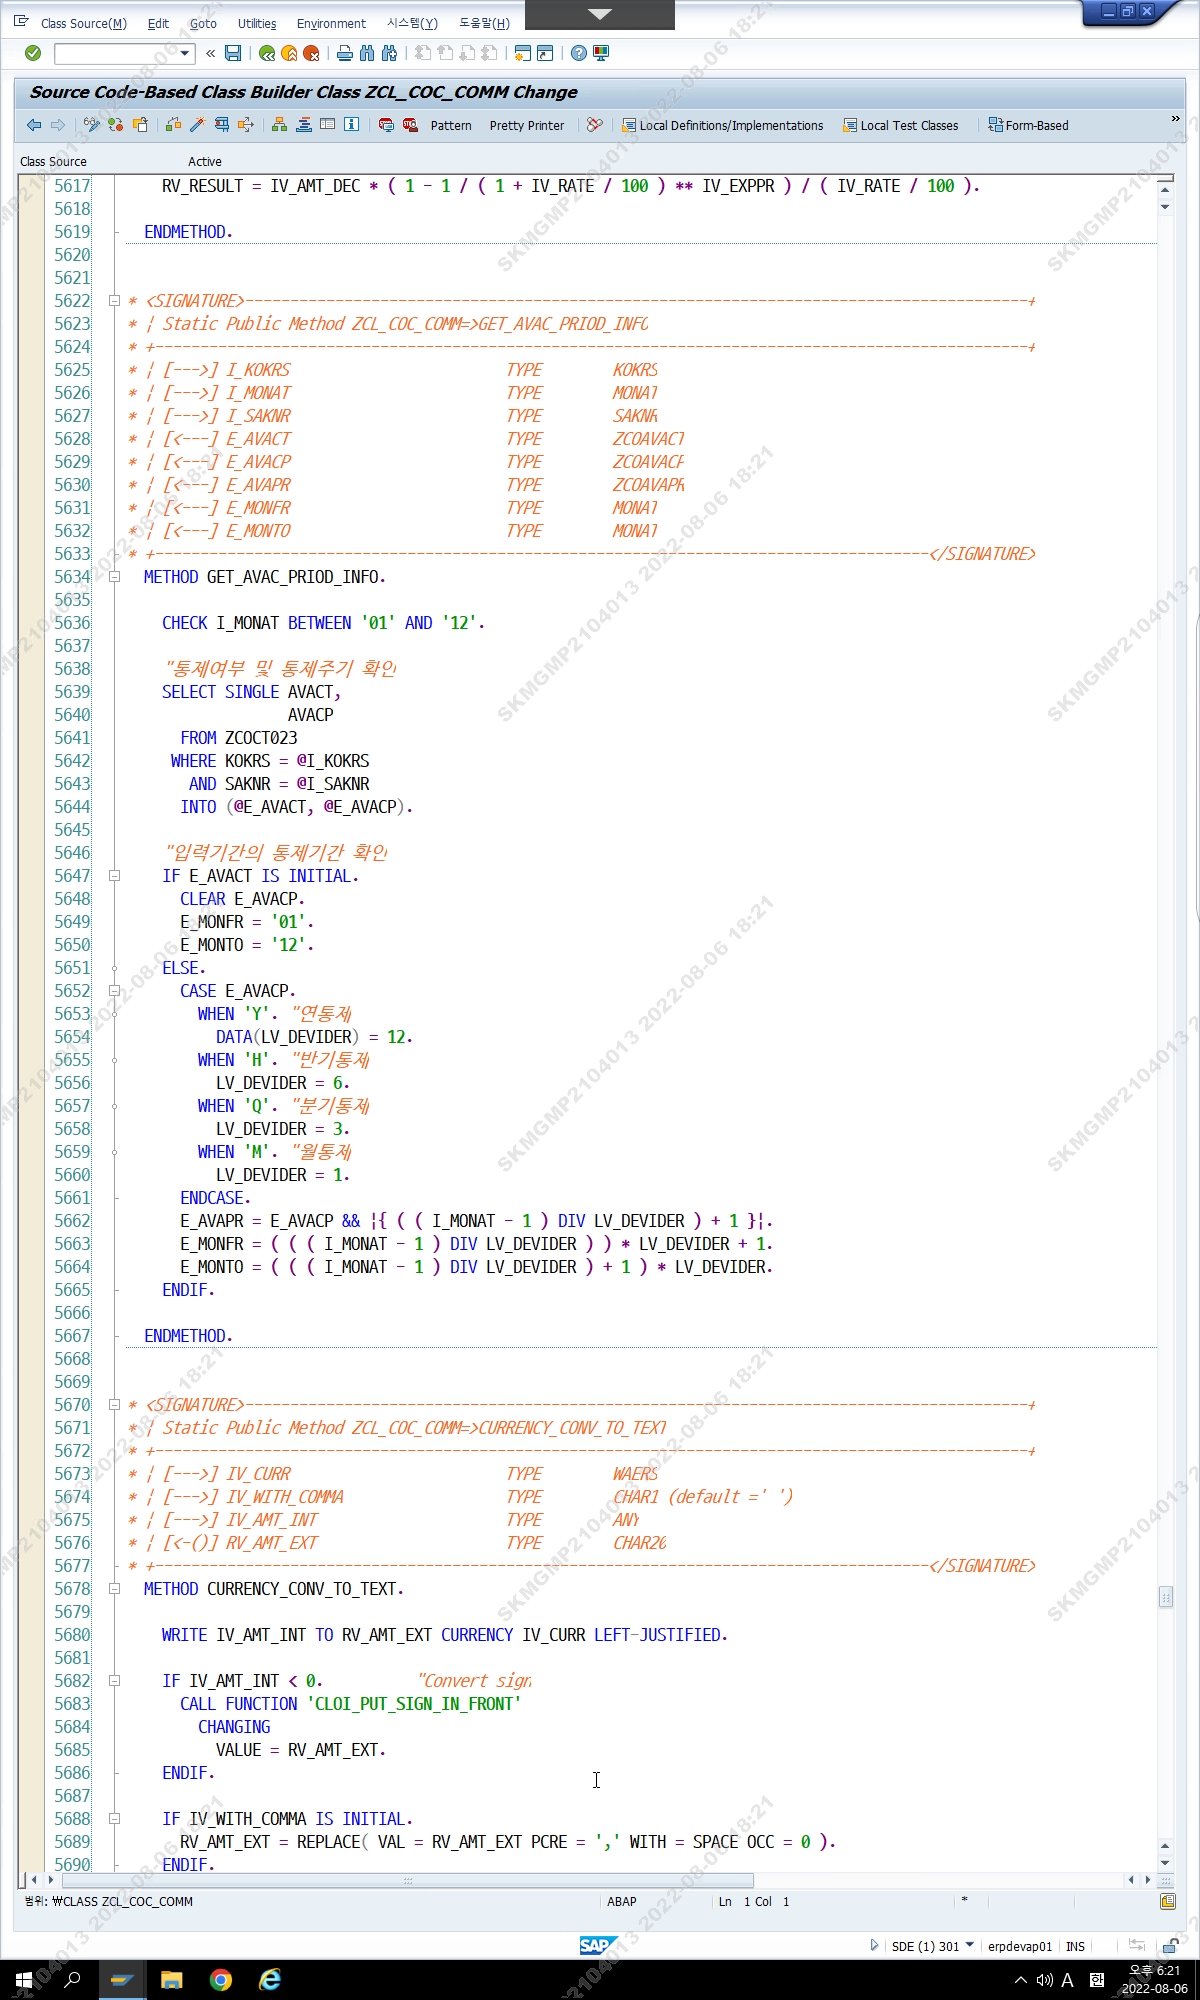 Class Source(M) Edit Goto Utilities Environment 시스템(Y) 도움말(H)
Source Code-Based Class Builder Class ZCL_COC_COMM Change
Pattern Pretty Printer Local Definitions/Implementations Local Test Classes Form-Based »
Class Source Active
5617 RV_RESULT = IV_AMT_DEC * ( 1 - 1 / ( 1 + IV_RATE / 100 ) ** IV_EXPPR ) / ( IV_RATE / 100 ).
5618
5619 ENDMETHOD.
5620
5621
5622 * <SIGNATURE>---------------------------------------------------------------------------------------+
5623 * | Static Public Method ZCL_COC_COMM=>GET_AVAC_PRIOD_INFO
5624 * +-------------------------------------------------------------------------------------------------+
5625 * | [--->] I_KOKRS TYPE KOKRS
5626 * | [--->] I_MONAT TYPE MONAT
5627 * | [--->] I_SAKNR TYPE SAKNR
5628 * | [<---] E_AVACT TYPE ZCOAVACT
5629 * | [<---] E_AVACP TYPE ZCOAVACP
5630 * | [<---] E_AVAPR TYPE ZCOAVAPR
5631 * | [<---] E_MONFR TYPE MONAT
5632 * | [<---] E_MONTO TYPE MONAT
5633 * +--------------------------------------------------------------------------------------</SIGNATURE>
5634 METHOD GET_AVAC_PRIOD_INFO.
5635
5636 CHECK I_MONAT BETWEEN '01' AND '12'.
5637
5638 "통제여부 및 통제주기 확인
5639 SELECT SINGLE AVACT,
5640 AVACP
5641 FROM ZCOCT023
5642 WHERE KOKRS = @I_KOKRS
5643 AND SAKNR = @I_SAKNR
5644 INTO (@E_AVACT, @E_AVACP).
5645
5646 "입력기간의 통제기간 확인
5647 IF E_AVACT IS INITIAL.
5648 CLEAR E_AVACP.
5649 E_MONFR = '01'.
5650 E_MONTO = '12'.
5651 ELSE.
5652 CASE E_AVACP.
5653 WHEN 'Y'. "연통제
5654 DATA(LV_DEVIDER) = 12.
5655 WHEN 'H'. "반기통제
5656 LV_DEVIDER = 6.
5657 WHEN 'Q'. "분기통제
5658 LV_DEVIDER = 3.
5659 WHEN 'M'. "월통제
5660 LV_DEVIDER = 1.
5661 ENDCASE.
5662 E_AVAPR = E_AVACP && |{ ( ( I_MONAT - 1 ) DIV LV_DEVIDER ) + 1 }|.
5663 E_MONFR = ( ( ( I_MONAT - 1 ) DIV LV_DEVIDER ) ) * LV_DEVIDER + 1.
5664 E_MONTO = ( ( ( I_MONAT - 1 ) DIV LV_DEVIDER ) + 1 ) * LV_DEVIDER.
5665 ENDIF.
5666
5667 ENDMETHOD.
5668
5669
5670 * <SIGNATURE>---------------------------------------------------------------------------------------+
5671 * | Static Public Method ZCL_COC_COMM=>CURRENCY_CONV_TO_TEXT
5672 * +-------------------------------------------------------------------------------------------------+
5673 * | [--->] IV_CURR TYPE WAERS
5674 * | [--->] IV_WITH_COMMA TYPE CHAR1 (default =' ')
5675 * | [--->] IV_AMT_INT TYPE ANY
5676 * | [<-()] RV_AMT_EXT TYPE CHAR20
5677 * +--------------------------------------------------------------------------------------</SIGNATURE>
5678 METHOD CURRENCY_CONV_TO_TEXT.
5679
5680 WRITE IV_AMT_INT TO RV_AMT_EXT CURRENCY IV_CURR LEFT-JUSTIFIED.
5681
5682 IF IV_AMT_INT < 0. "Convert sign
5683 CALL FUNCTION 'CLOI_PUT_SIGN_IN_FRONT'
5684 CHANGING
5685 VALUE = RV_AMT_EXT.
5686 ENDIF.
5687
5688 IF IV_WITH_COMMA IS INITIAL.
5689 RV_AMT_EXT = REPLACE( VAL = RV_AMT_EXT PCRE = ',' WITH = SPACE OCC = 0 ).
5690 ENDIF.
범위: ₩CLASS ZCL_COC_COMM ABAP Ln 1 Col 1 *
SAP SDE (1) 301 erpdevap01 INS
A 한 오후 6:21
2022-08-06
SKMGMP2104013 2022-08-06 18:21